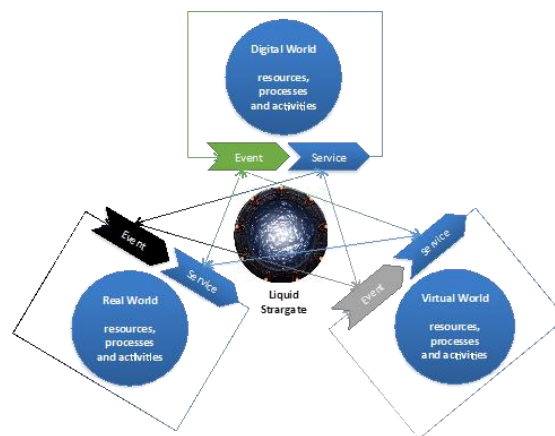 Digital World
resources,
processes
and activities
Event
Service
Event
Service
Liquid
Strargate
Service
Event
Real World
resources,
processes
and activities
Virtual World
resources,
processes
and activities